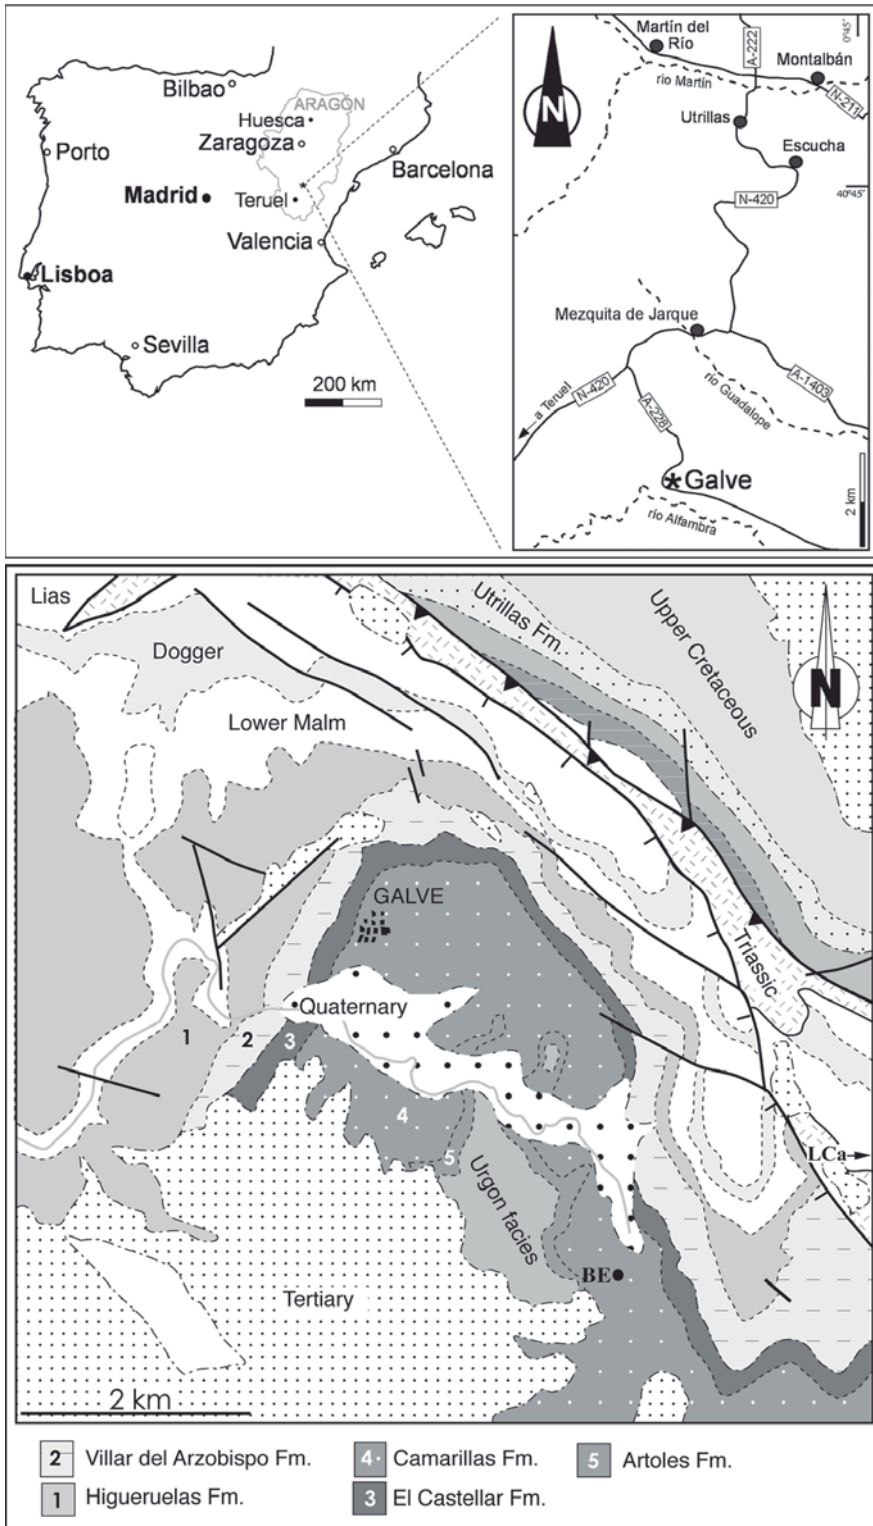 Bilbao
ARAGÓN
Huesca
Zaragoza
Porto
Barcelona
Madrid
Teruel
Valencia
Lisboa
Sevilla
200 km
Martín del
Río
A-222
0º45'
Montalbán
río Martín
N-211
Utrillas
Escucha
N-420
40º45'
Mezquita de Jarque
A-1403
N-420
a Teruel
A-228
río Guadalope
*Galve
río Alfambra
2 km
N
Lias
Utrillas Fm.
Upper Cretaceous
Dogger
N
Lower Malm
GALVE
Triassic
Quaternary
1
2
3
4
5
LCa
Urgon facies
BE
Tertiary
2 km
2 Villar del Arzobispo Fm.
4 Camarillas Fm.
5 Artoles Fm.
1 Higueruelas Fm.
3 El Castellar Fm.